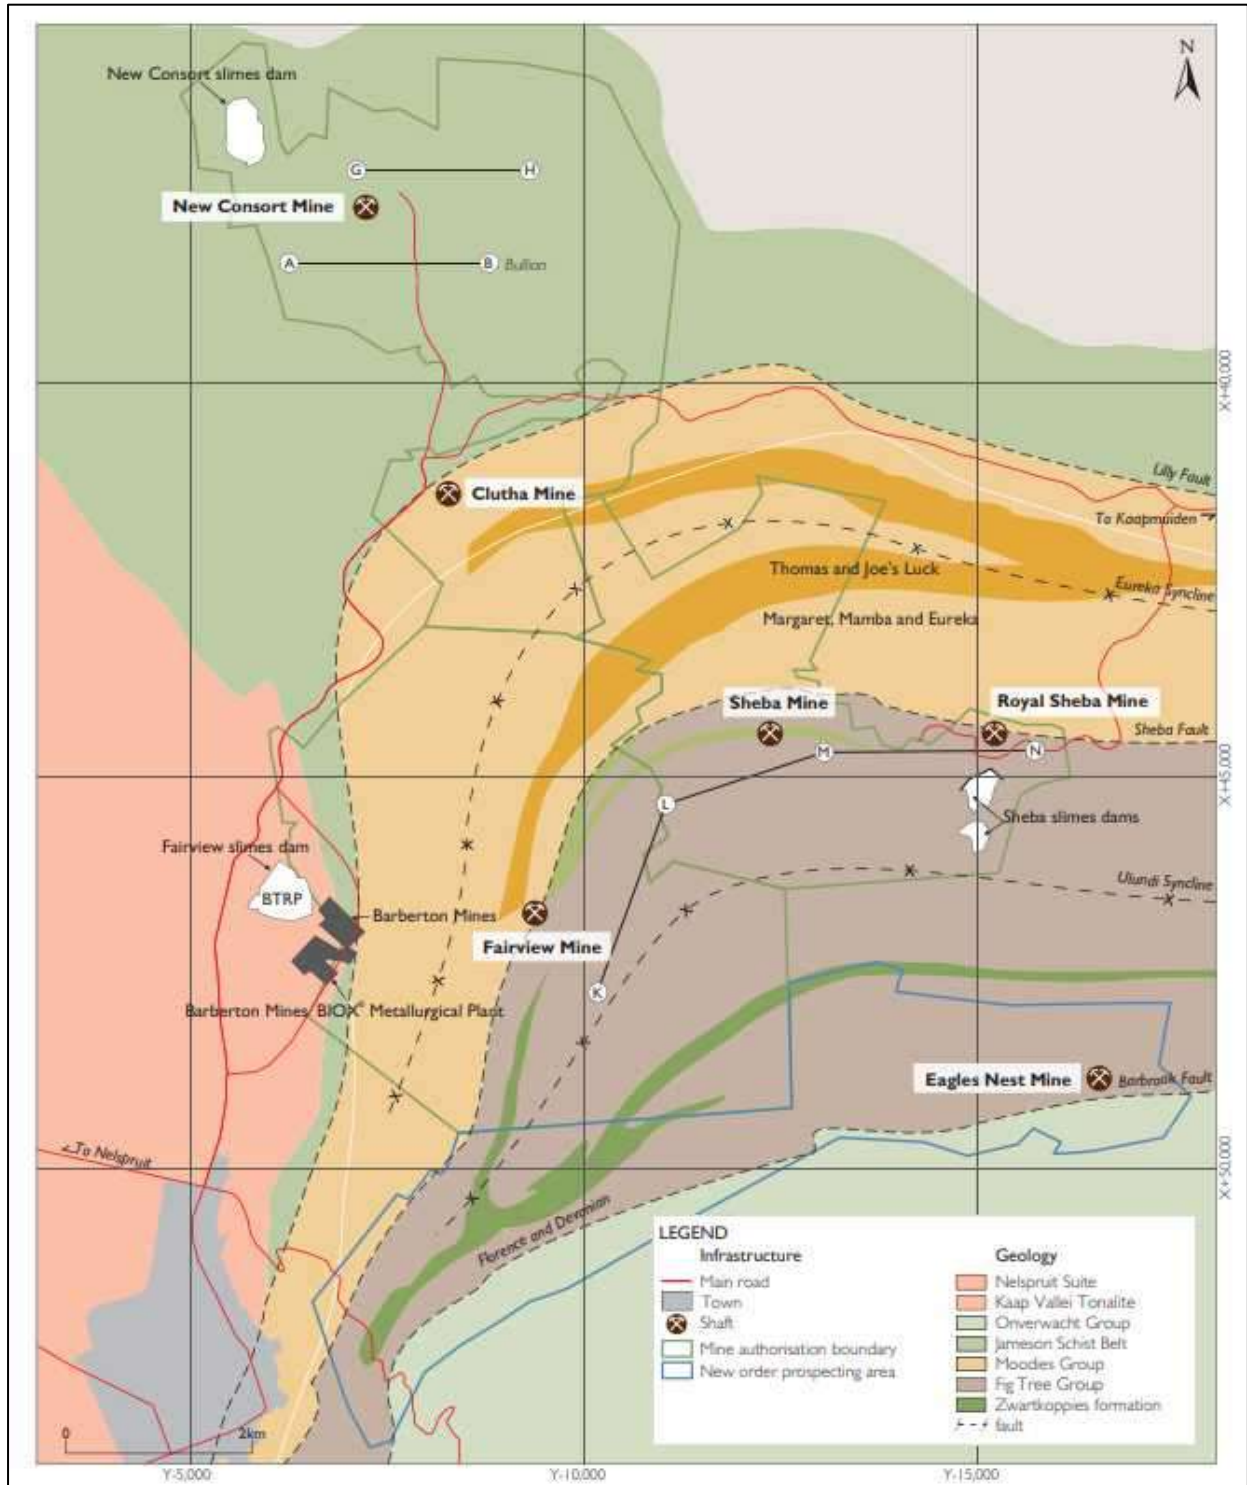 N
New Consort slimes dam
G
H
New Consort Mine
A
B
Bullion
X+40,000
Lilly Fault
Clutha Mine
To Kaapmuiden
Thomas and Joe's Luck
Eureka Syncline
Margaret, Mamba and Eureka
Sheba Mine
Royal Sheba Mine
Sheba Fault
M
N
X+45,000
L
Sheba slimes dams
Fairview slimes dam
Ulundi Syncline
BTRP
Barberton Mines
Fairview Mine
K
Barberton Mines BIOX® Metallurgical Plant
Eagles Nest Mine
Barbrook Fault
To Nelspruit
X+50,000
Florence and Devonian
LEGEND
Infrastructure
Main road
Town
Shaft
Mine authorisation boundary
New order prospecting area
Geology
Nelspruit Suite
Kaap Vallei Tonalite
Onverwacht Group
Jameson Schist Belt
Moodies Group
Fig Tree Group
Zwartkoppies formation
fault
0
2km
Y-5,000
Y-10,000
Y-15,000